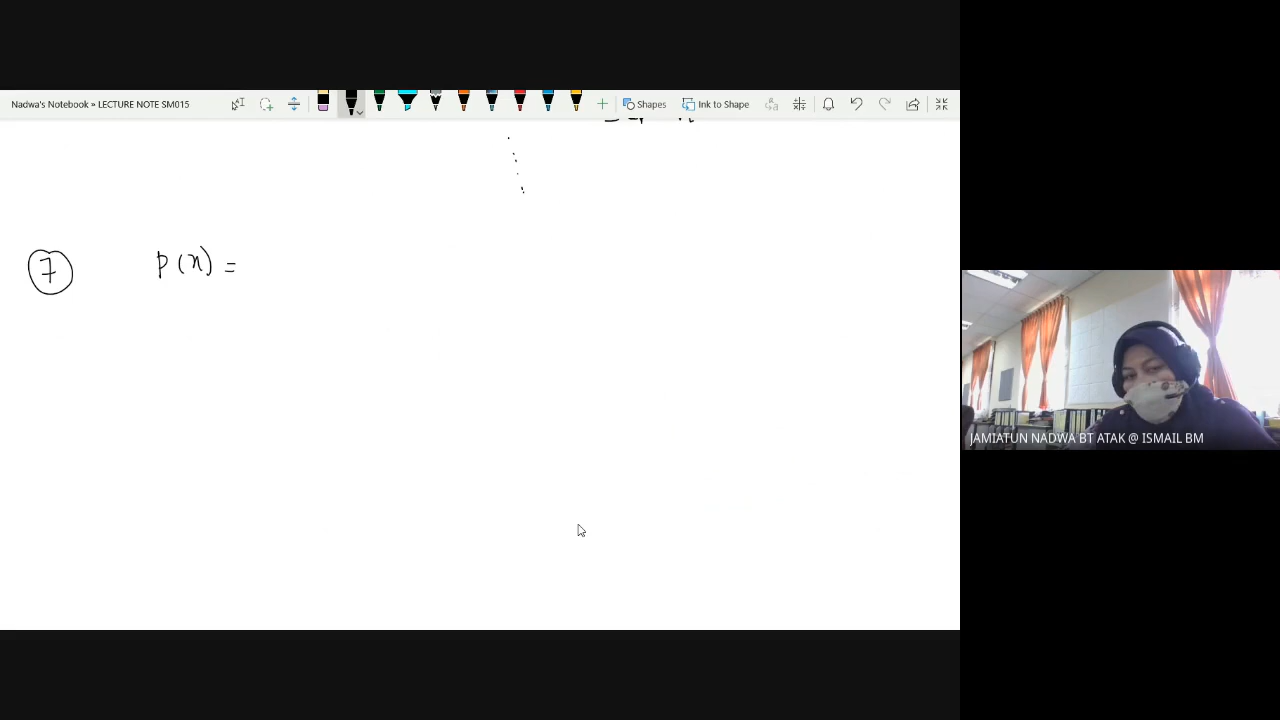 Nadwa's Notebook » LECTURE NOTE SM015
Shapes
Ink to Shape
7 P(x) =
JAMIATUN NADWA BT ATAK @ ISMAIL BM